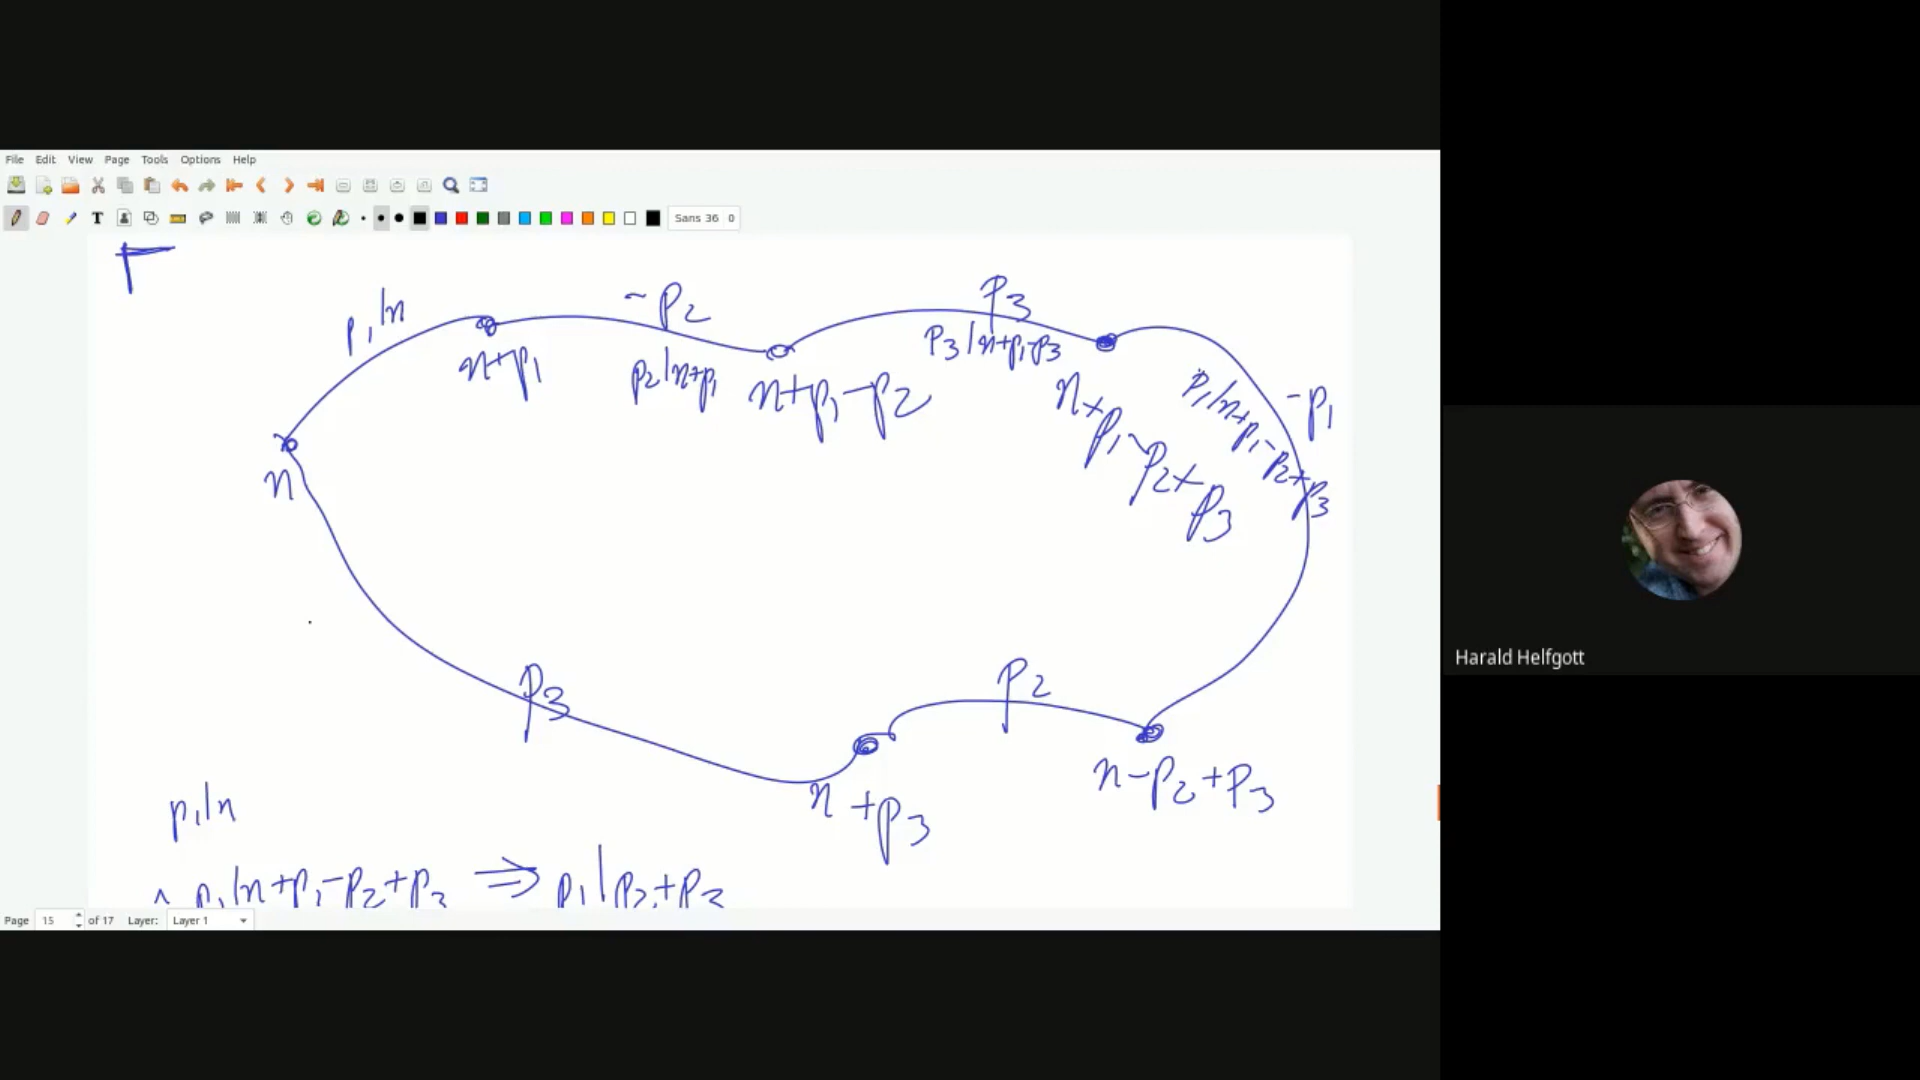 File Edit View Page Tools Options Help
T Sans 36 0
Γ
p₁|n
-p₂
p₃
n+p₁
p₂|n+p₁
n+p₁-p₂
p₃|n+p₁-p₃
n+p₁-p₂+p₃
p₁|n+p₁-p₂+p₃
-p₁
n
p₃
p₂
n+p₃
n-p₂+p₃
p₁|n
p₁|n+p₁-p₂+p₃ ⇒ p₁|p₂+p₃
Page 15 of 17 Layer: Layer 1
Harald Helfgott